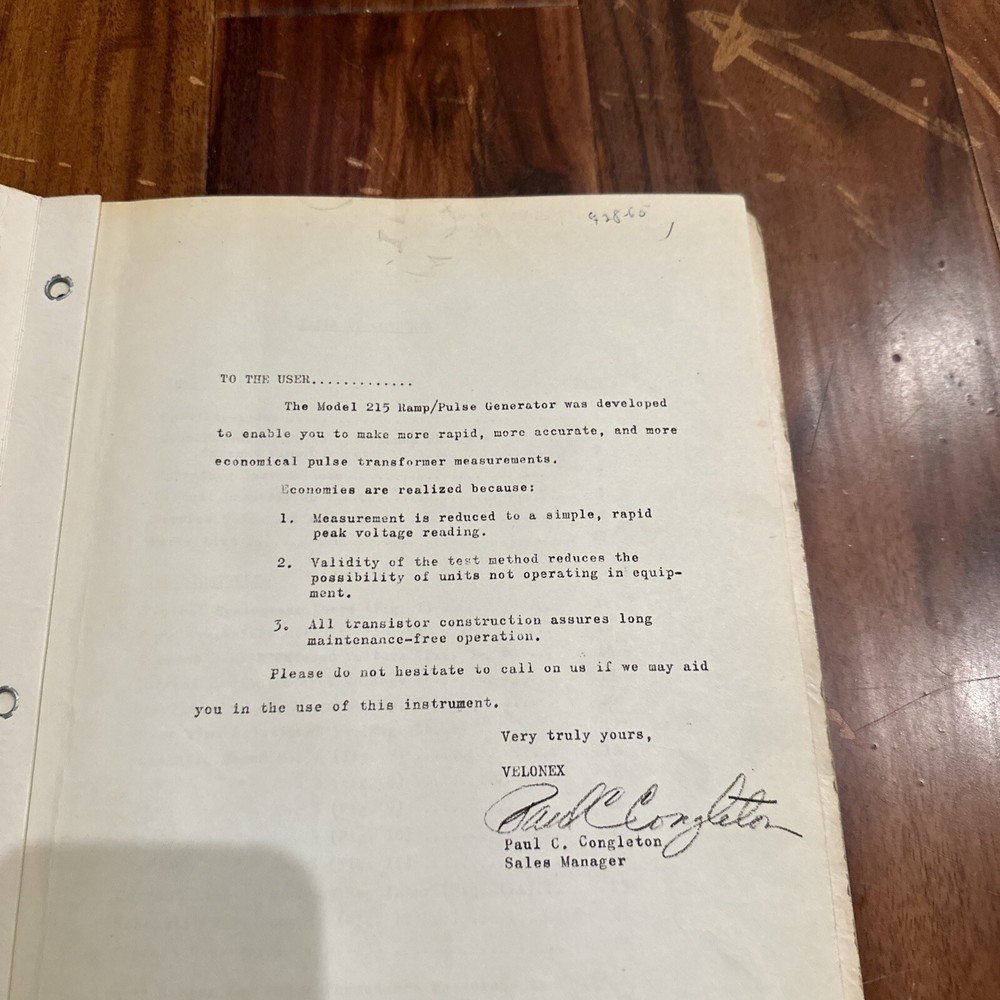 9-28-65
TO THE USER.............
The Model 215 Ramp/Pulse Generator was developed
to enable you to make more rapid, more accurate, and more
economical pulse transformer measurements.
Economies are realized because:
1. Measurement is reduced to a simple, rapid
peak voltage reading.
2. Validity of the test method reduces the
possibility of units not operating in equip-
ment.
3. All transistor construction assures long
maintenance-free operation.
Please do not hesitate to call on us if we may aid
you in the use of this instrument.
Very truly yours,
VELONEX
Paul C Congleton
Paul C. Congleton
Sales Manager